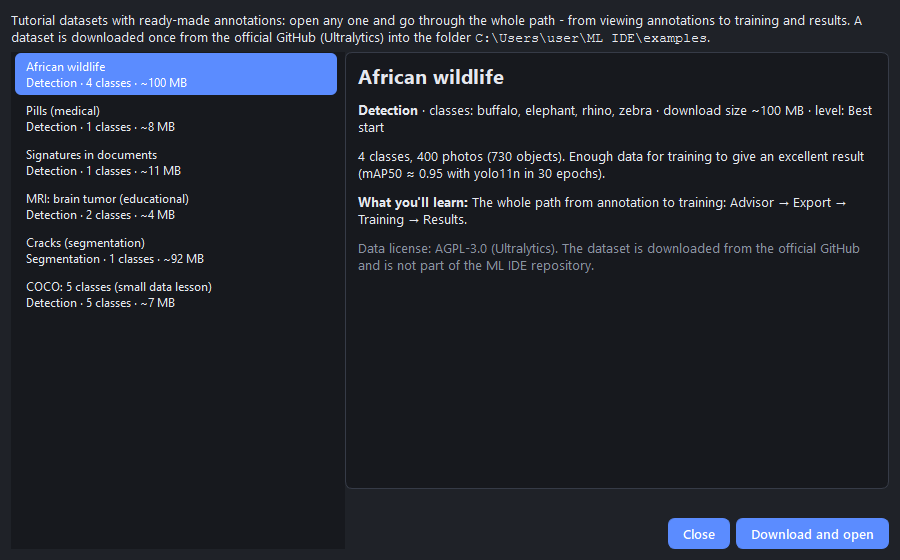 Tutorial datasets with ready-made annotations: open any one and go through the whole path - from viewing annotations to training and results. A
dataset is downloaded once from the official GitHub (Ultralytics) into the folder C:\Users\user\ML IDE\examples.
African wildlife
Detection · 4 classes · ~100 MB
Pills (medical)
Detection · 1 classes · ~8 MB
Signatures in documents
Detection · 1 classes · ~11 MB
MRI: brain tumor (educational)
Detection · 2 classes · ~4 MB
Cracks (segmentation)
Segmentation · 1 classes · ~92 MB
COCO: 5 classes (small data lesson)
Detection · 5 classes · ~7 MB
African wildlife
Detection · classes: buffalo, elephant, rhino, zebra · download size ~100 MB · level: Best
start
4 classes, 400 photos (730 objects). Enough data for training to give an excellent result
(mAP50 ≈ 0.95 with yolo11n in 30 epochs).
What you'll learn: The whole path from annotation to training: Advisor → Export →
Training → Results.
Data license: AGPL-3.0 (Ultralytics). The dataset is downloaded from the official GitHub
and is not part of the ML IDE repository.
Close
Download and open